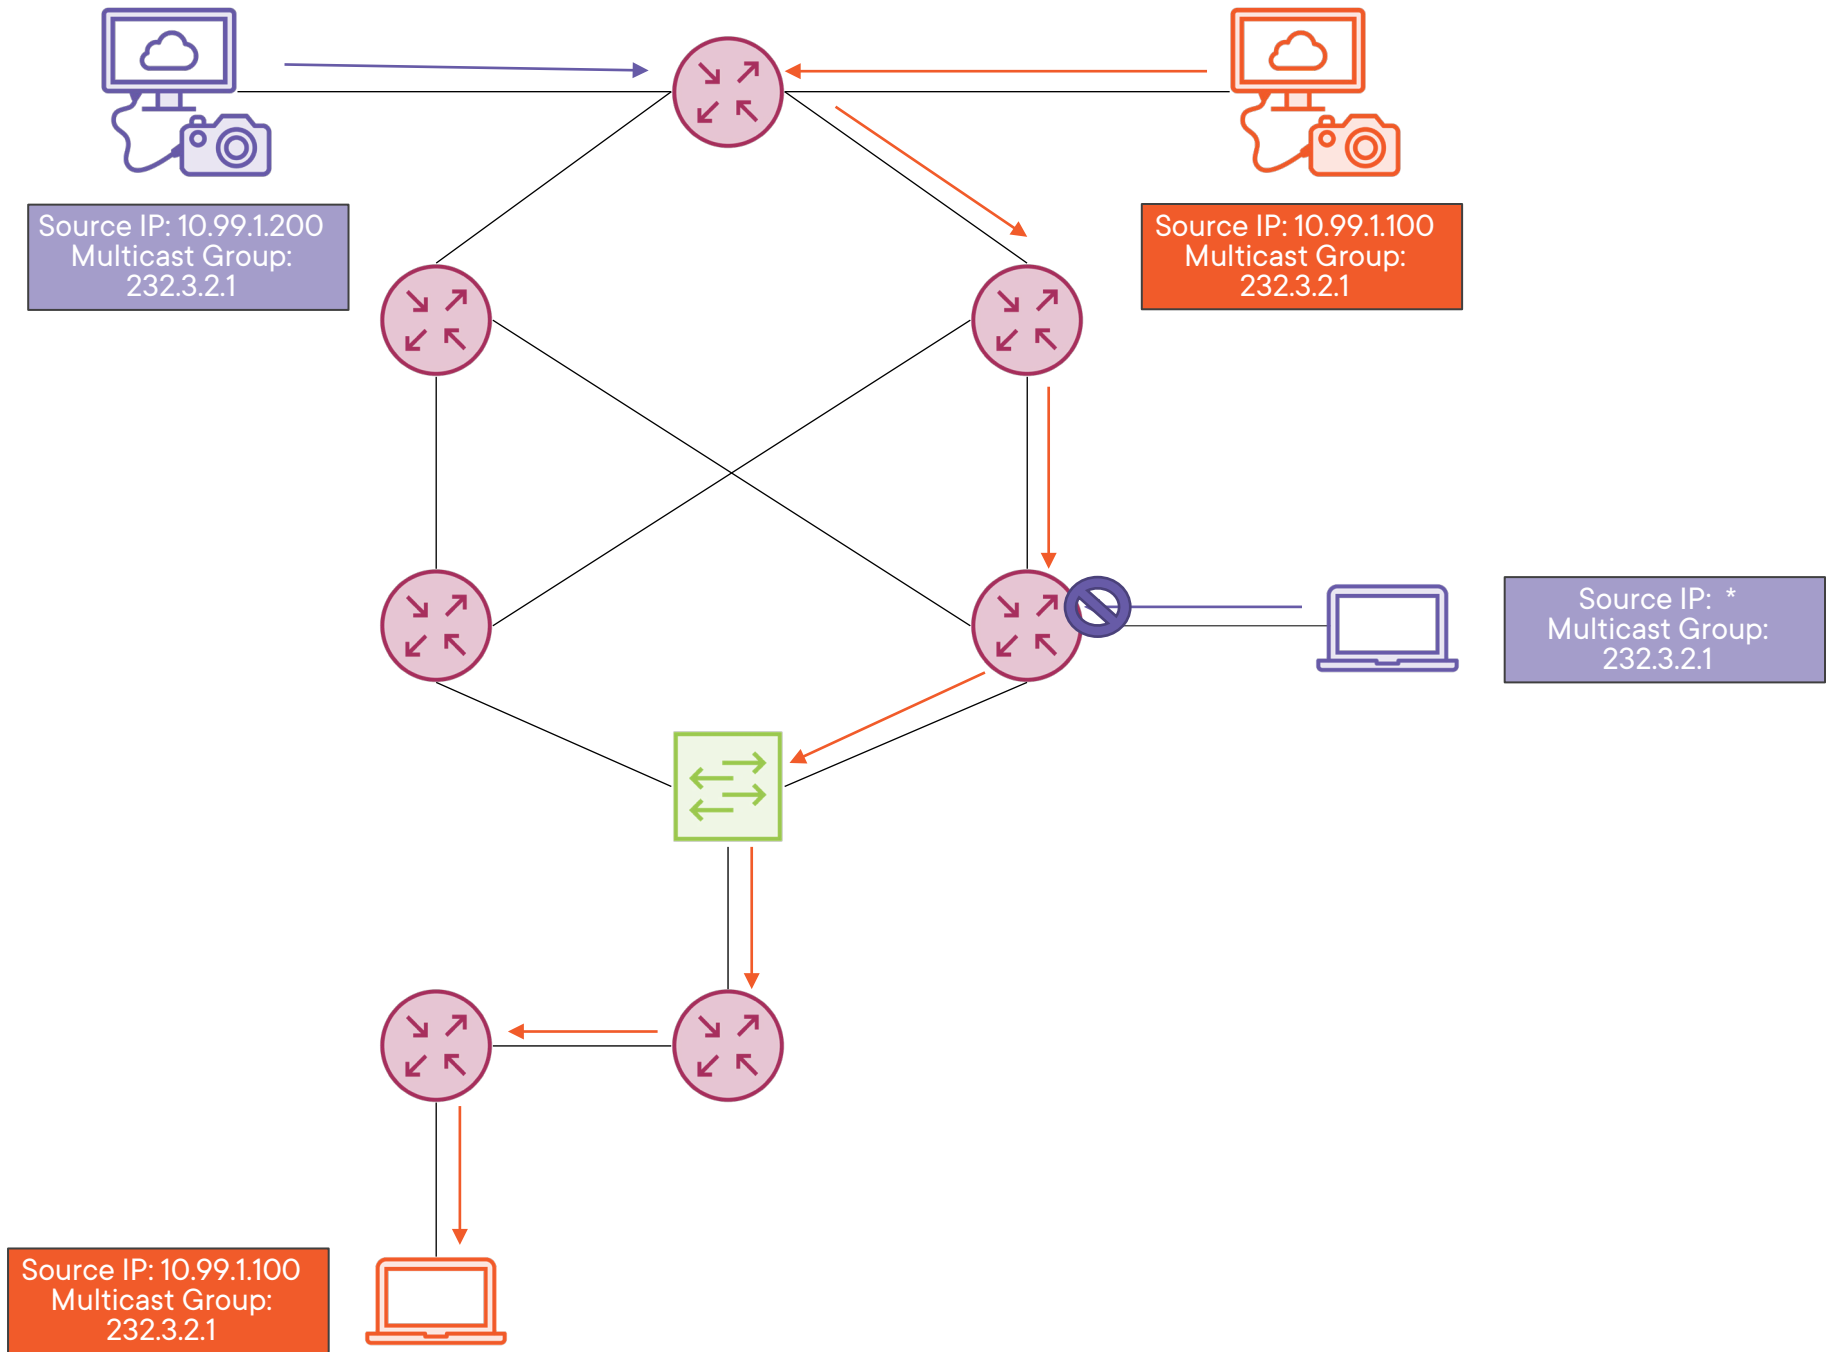 Source IP: 10.99.1.200
Multicast Group:
232.3.2.1
Source IP: 10.99.1.100
Multicast Group:
232.3.2.1
Source IP:  *
Multicast Group:
232.3.2.1
Source IP: 10.99.1.100
Multicast Group:
232.3.2.1